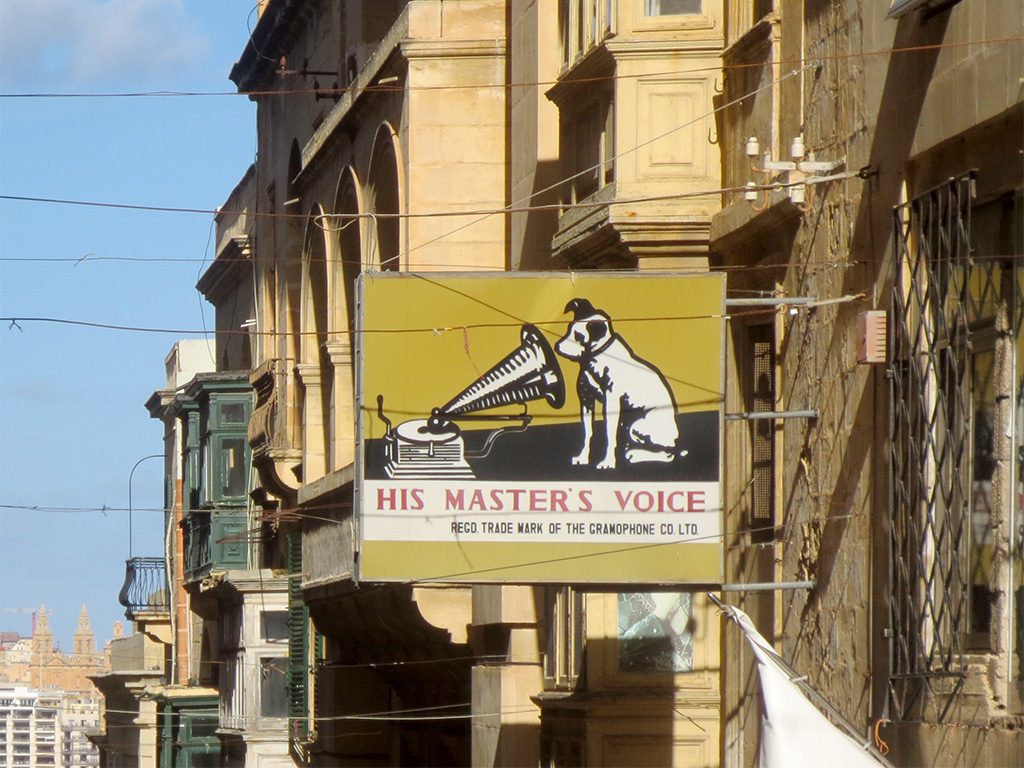 HIS MASTER'S VOICE
REGD. TRADE MARK OF THE GRAMOPHONE CO. LTD.